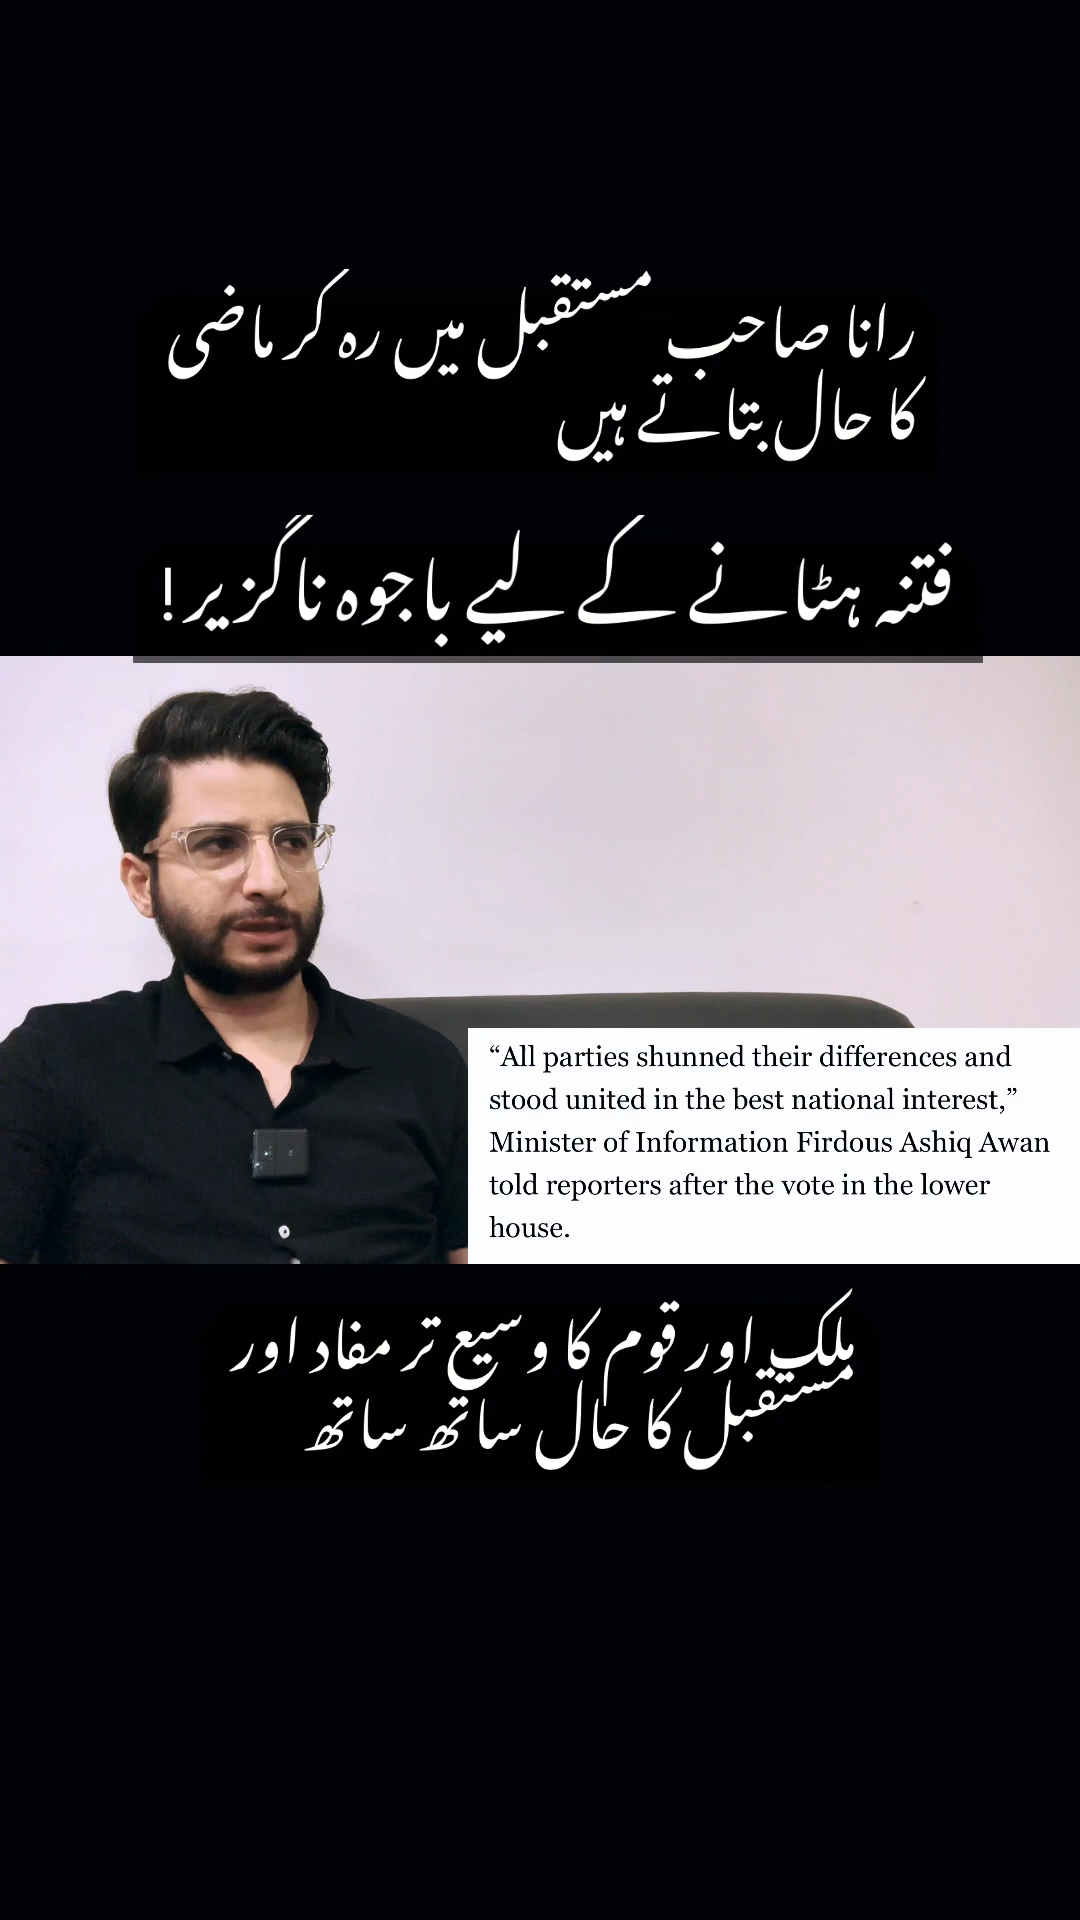 رانا صاحب مستقبل میں رہ کر ماضی
کا حال بتاتے ہیں
فتنہ ہٹانے کے لیے باجوہ ناگزیر!
“All parties shunned their differences and
stood united in the best national interest,”
Minister of Information Firdous Ashiq Awan
told reporters after the vote in the lower
house.
ملک اور قوم کا وسیع تر مفاد اور
مستقبل کا حال ساتھ ساتھ